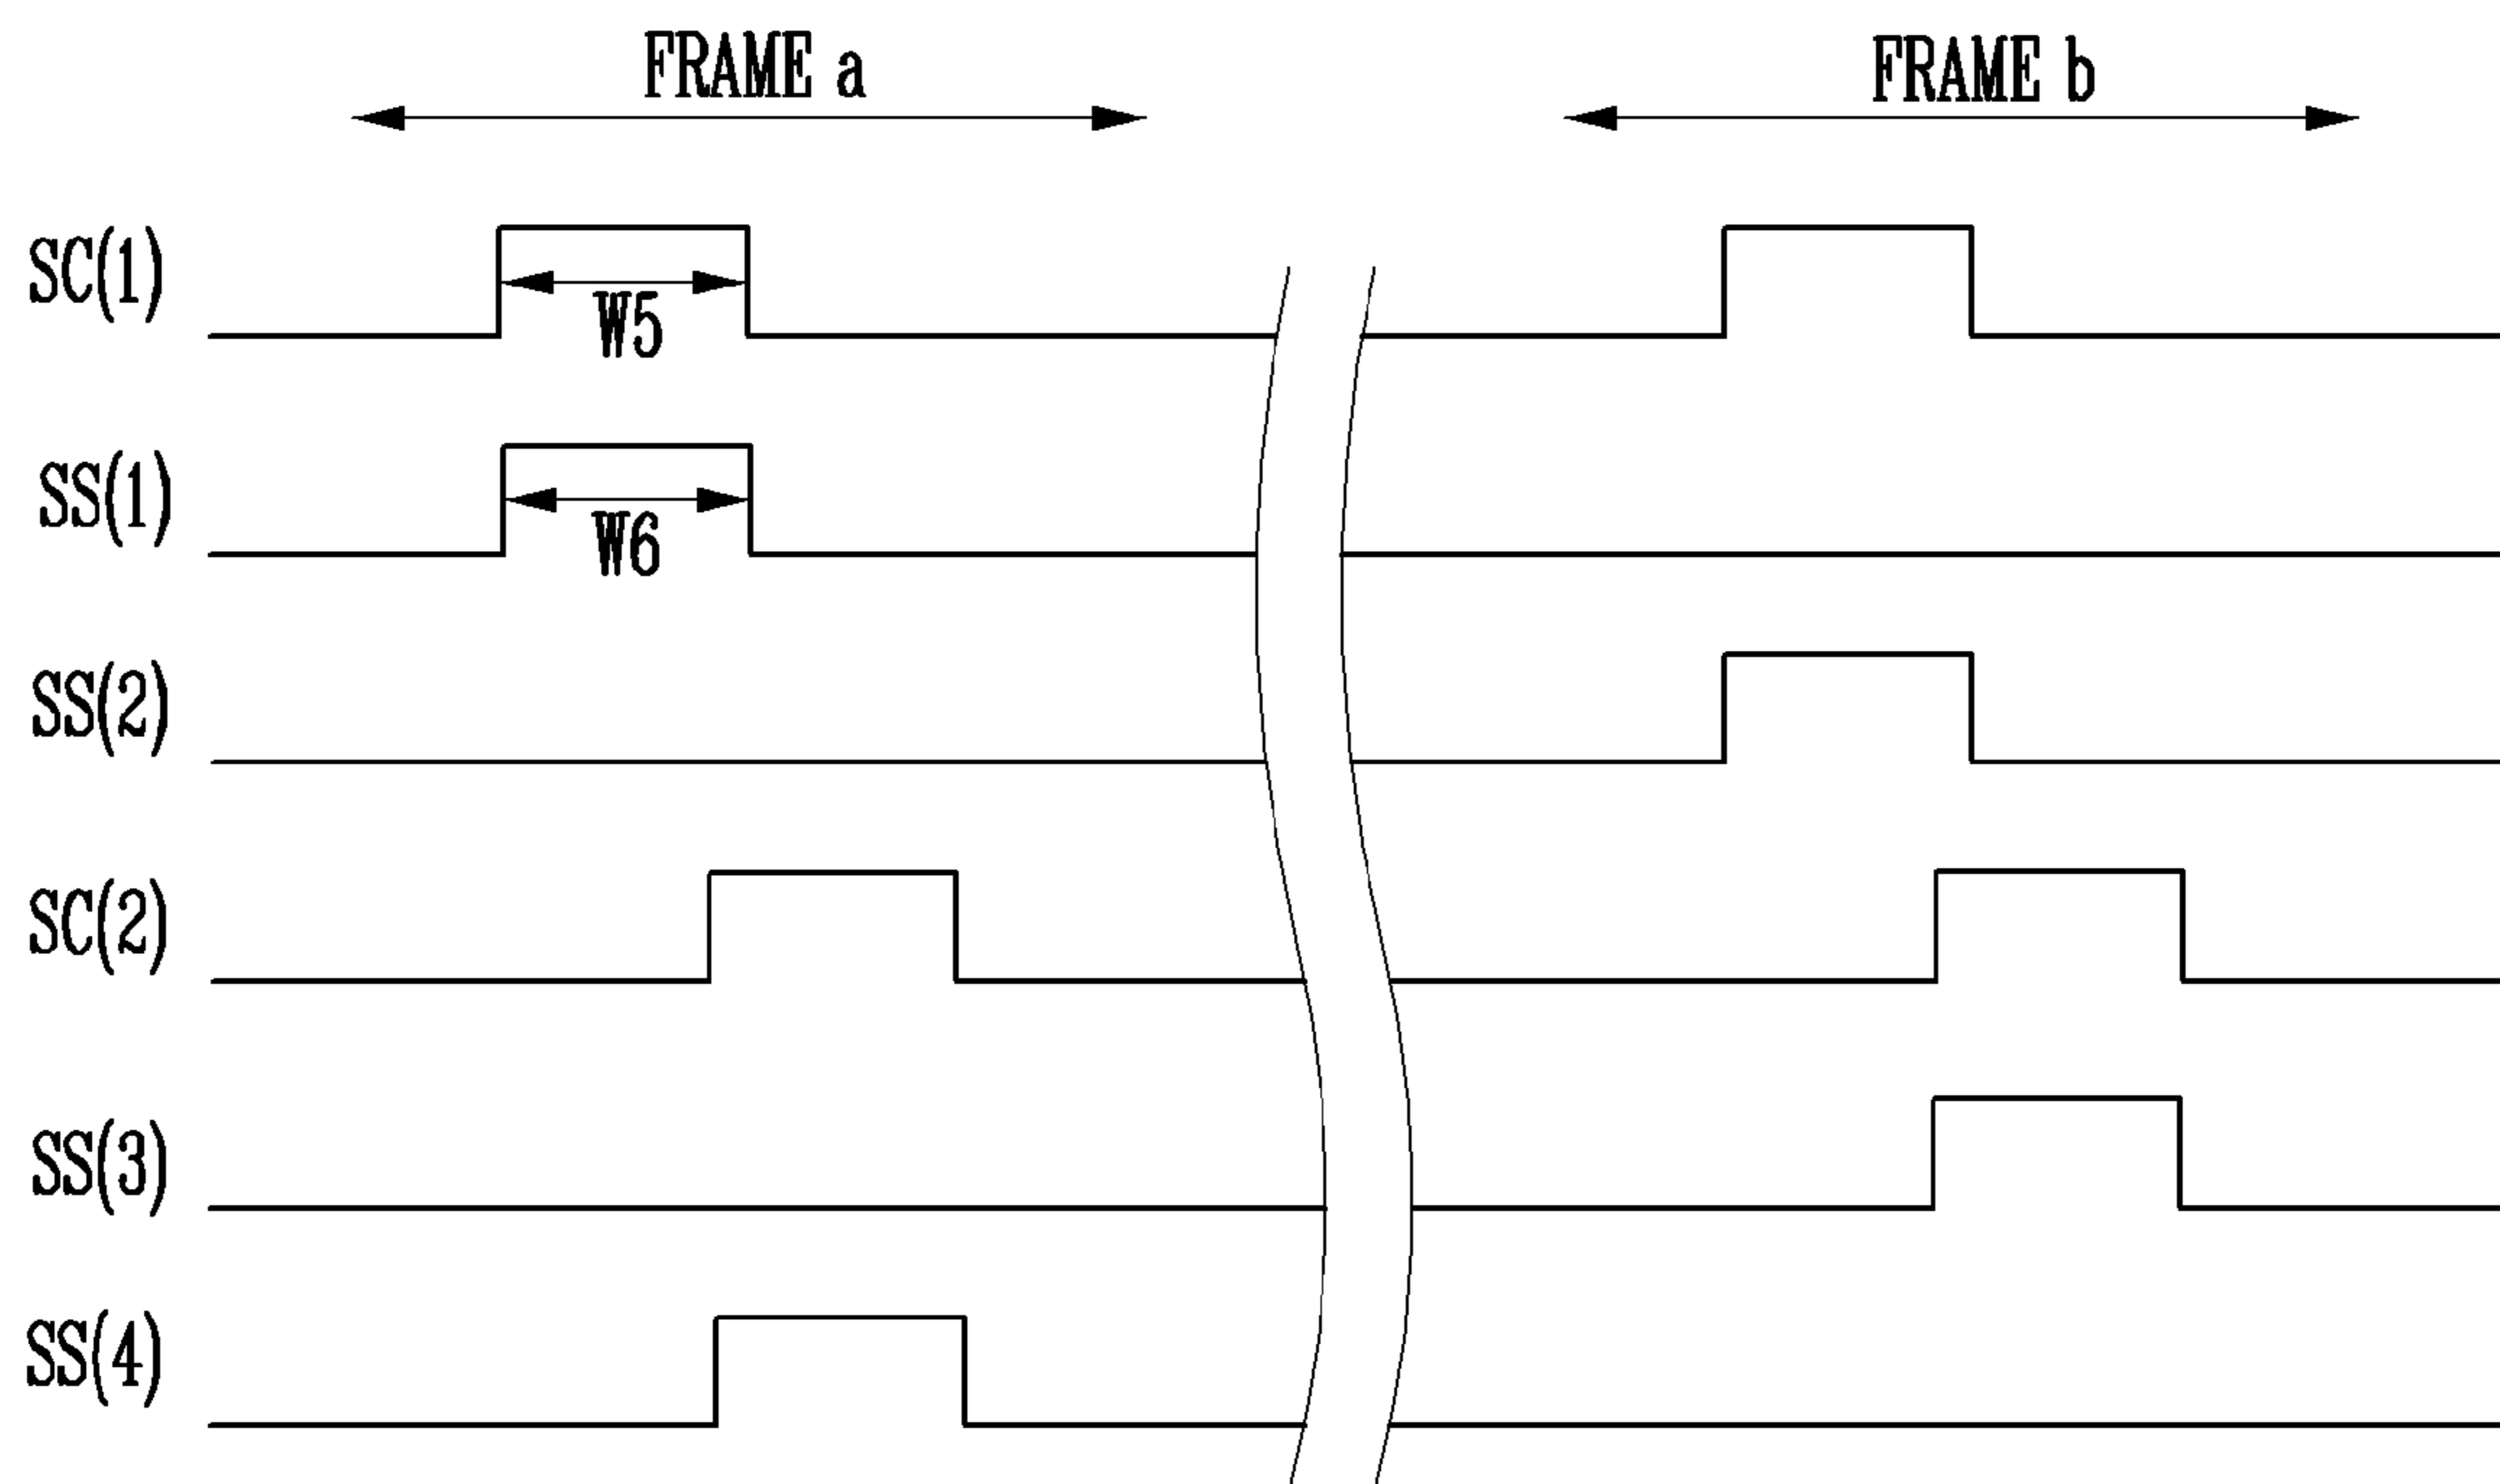 FRAME a FRAME b
SC(1)
W5
SS(1)
W6
SS(2)
SC(2)
SS(3)
SS(4)